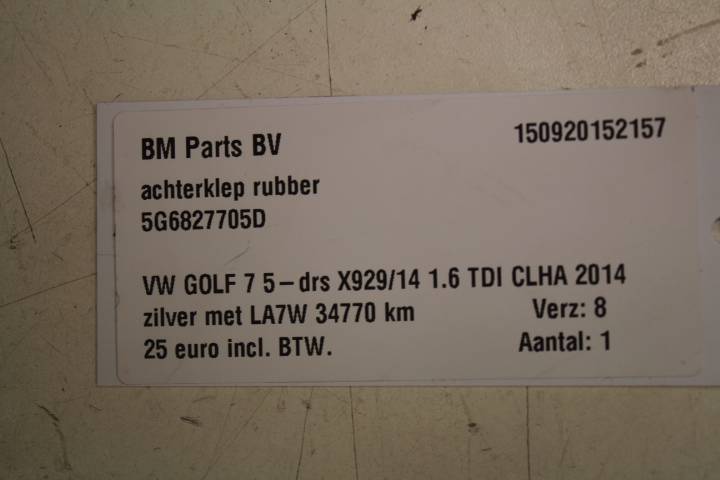 BM Parts BV 150920152157
achterklep rubber
5G6827705D
VW GOLF 7 5-drs X929/14 1.6 TDI CLHA 2014
zilver met LA7W 34770 km Verz: 8
25 euro incl. BTW. Aantal: 1